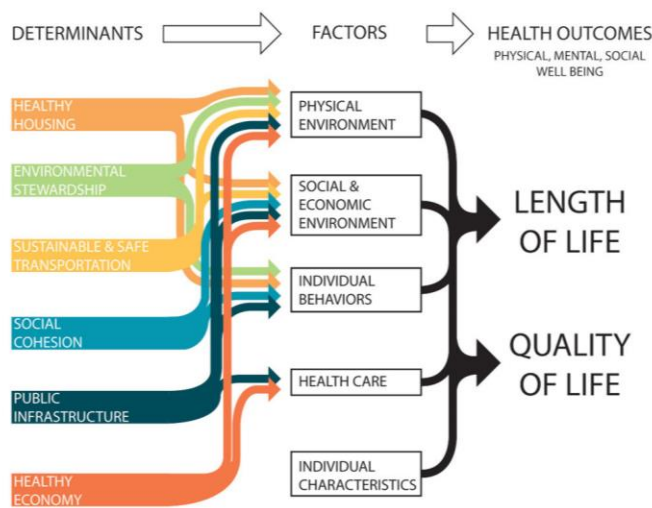 DETERMINANTS
FACTORS
HEALTH OUTCOMES
PHYSICAL, MENTAL, SOCIAL
WELL BEING
HEALTHY
HOUSING
ENVIRONMENTAL
STEWARDSHIP
SUSTAINABLE & SAFE
TRANSPORTATION
SOCIAL
COHESION
PUBLIC
INFRASTRUCTURE
HEALTHY
ECONOMY
PHYSICAL
ENVIRONMENT
SOCIAL &
ECONOMIC
ENVIRONMENT
INDIVIDUAL
BEHAVIORS
HEALTH CARE
INDIVIDUAL
CHARACTERISTICS
LENGTH
OF LIFE
QUALITY
OF LIFE